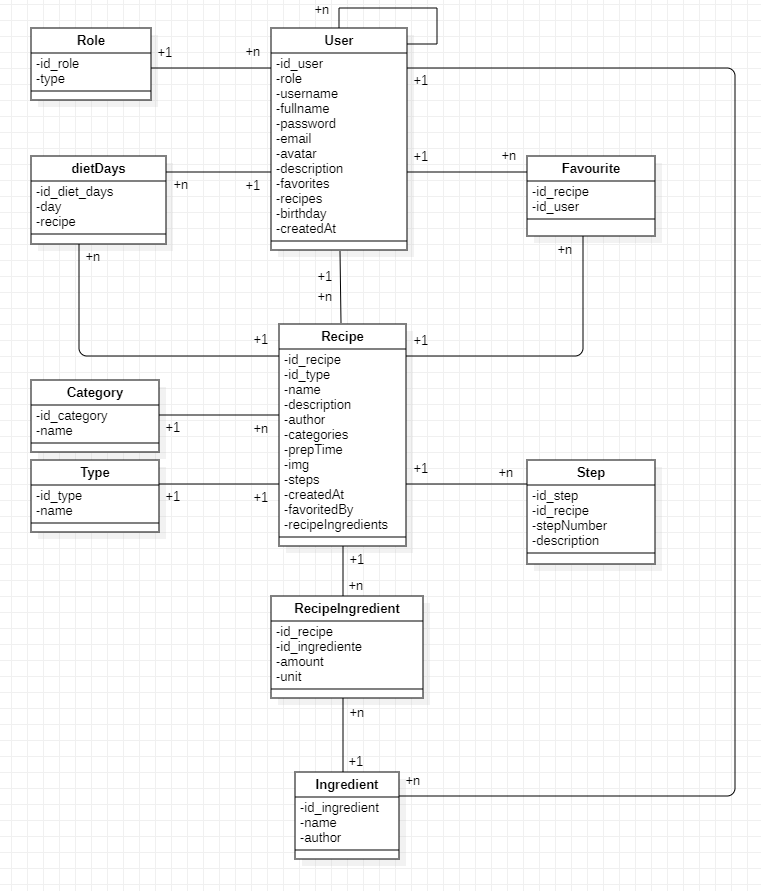 +n
Role
-id_role
-type
+1
+n
User
-id_user
-role
-username
-fullname
-password
-email
-avatar
-description
-favorites
-recipes
-birthday
-createdAt
+1
dietDays
-id_diet_days
-day
-recipe
+n
+1
+1
+n
Favourite
-id_recipe
-id_user
+n
+n
+1
+n
+1
+1
Recipe
-id_recipe
-id_type
-name
-description
-author
-categories
-prepTime
-img
-steps
-createdAt
-favoritedBy
-recipeIngredients
Category
-id_category
-name
+1
+n
Type
-id_type
-name
+1
+1
+1
+n
Step
-id_step
-id_recipe
-stepNumber
-description
+1
+n
RecipeIngredient
-id_recipe
-id_ingrediente
-amount
-unit
+n
+1
Ingredient
-id_ingredient
-name
-author
+n